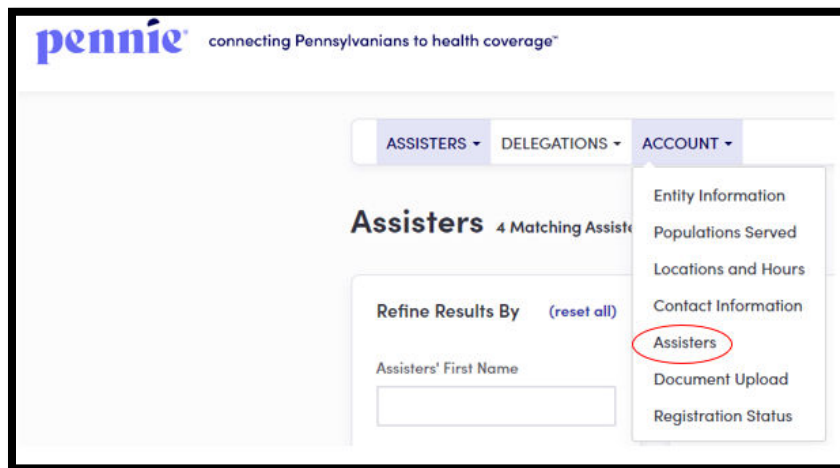 pennie® connecting Pennsylvanians to health coverage™
ASSISTERS DELEGATIONS ACCOUNT
Entity Information
Populations Served
Locations and Hours
Contact Information
Assisters
Document Upload
Registration Status
Assisters 4 Matching
Refine Results By (reset all)
Assisters' First Name